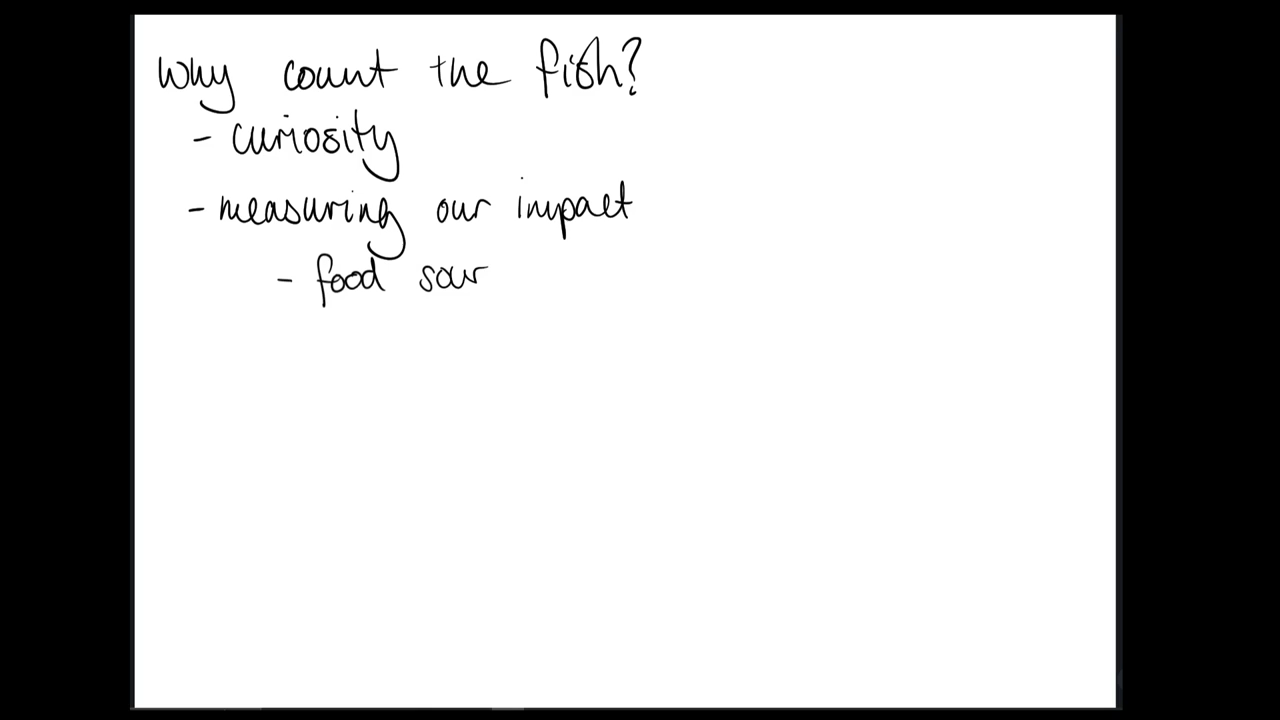 Why count the fish?
- curiosity
- measuring our impact
- food sour